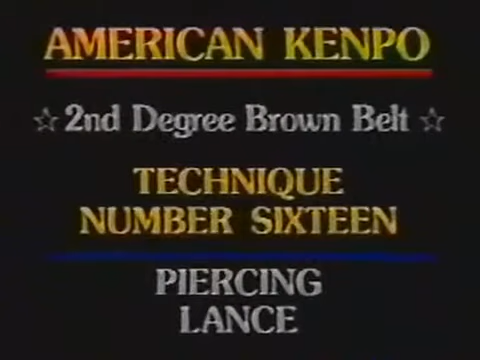 AMERICAN KENPO
☆ 2nd Degree Brown Belt ☆
TECHNIQUE
NUMBER SIXTEEN
PIERCING
LANCE